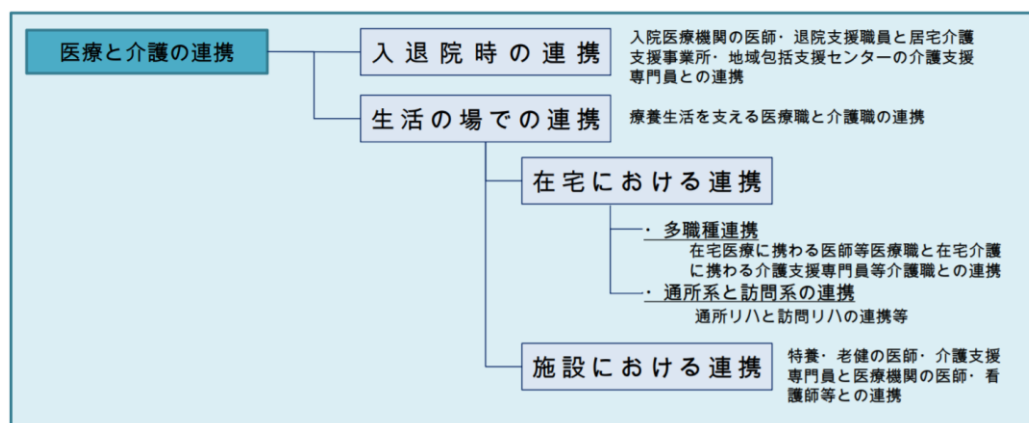 医療と介護の連携
入退院時の連携
入院医療機関の医師・退院支援職員と居宅介護
支援事業所・地域包括支援センターの介護支援
専門員との連携
生活の場での連携
療養生活を支える医療職と介護職の連携
在宅における連携
・多職種連携
在宅医療に携わる医師等医療職と在宅介護
に携わる介護支援専門員等介護職との連携
・通所系と訪問系の連携
通所リハと訪問リハの連携等
施設における連携
特養・老健の医師・介護支援
専門員と医療機関の医師・看
護師等との連携